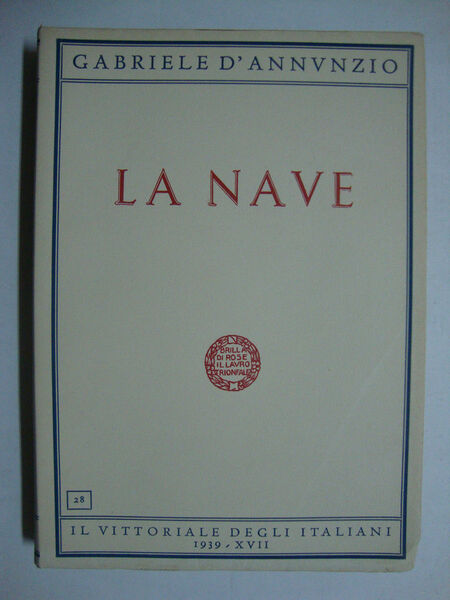 GABRIELE D'ANNVNZIO
LA NAVE
BRILLA
DI ROSE
IL LAVRO
TRIONFALE
28
IL VITTORIALE DEGLI ITALIANI
1939 - XVII